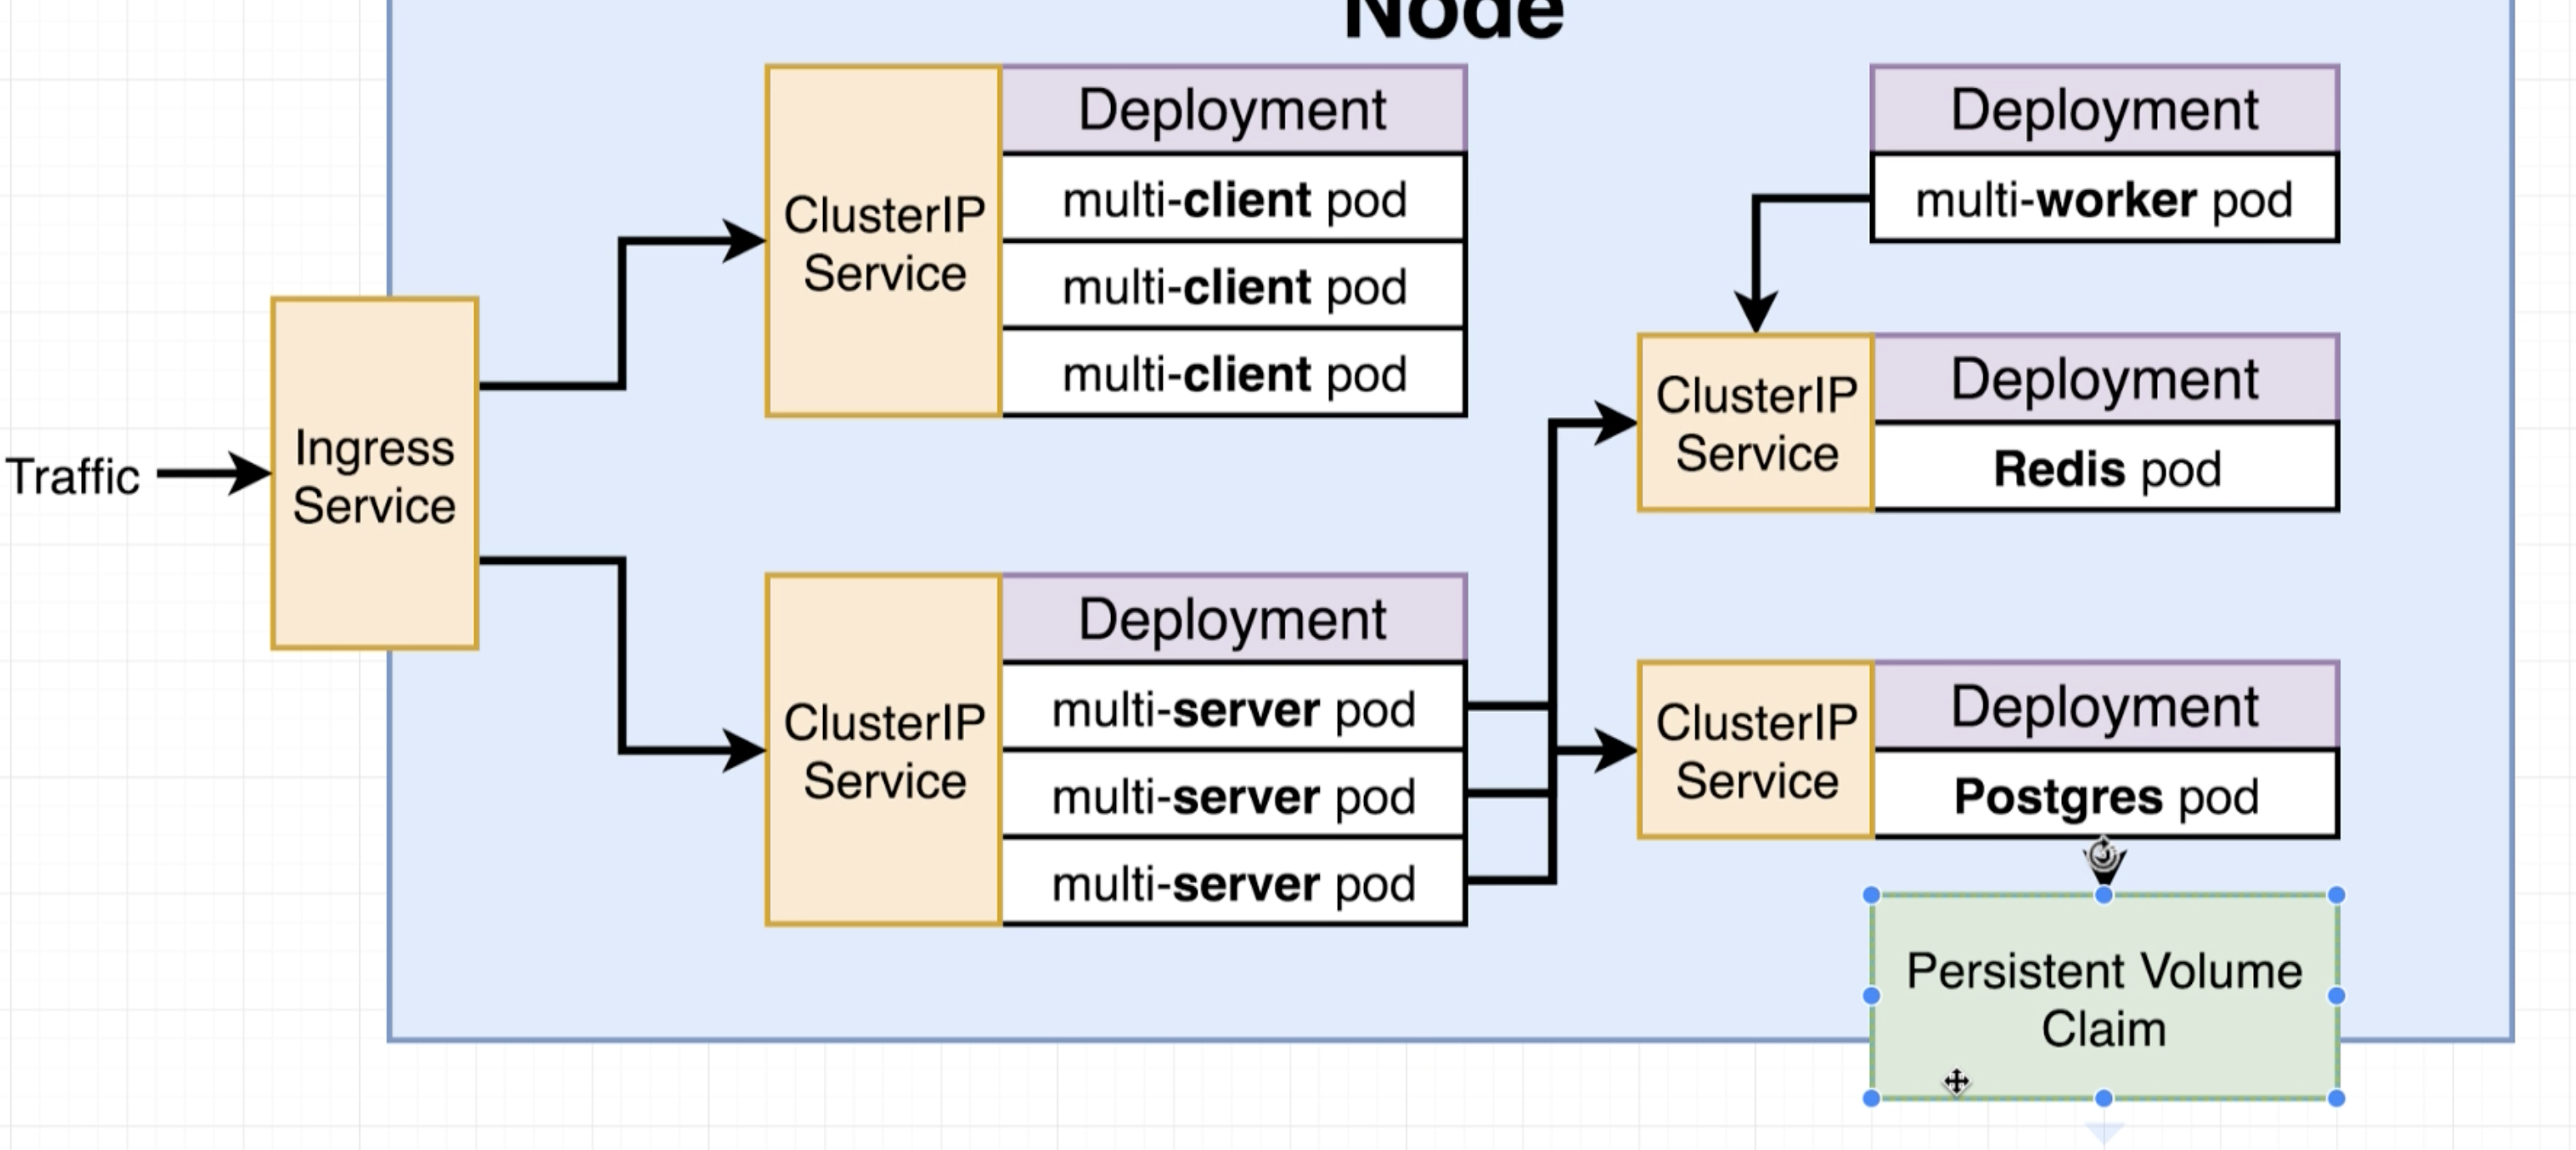 Node
Deployment
multi-client pod
multi-client pod
multi-client pod
ClusterIP
Service
Deployment
multi-worker pod
Traffic
Ingress
Service
ClusterIP
Service
Deployment
Redis pod
ClusterIP
Service
Deployment
multi-server pod
multi-server pod
multi-server pod
ClusterIP
Service
Deployment
Postgres pod
Persistent Volume
Claim